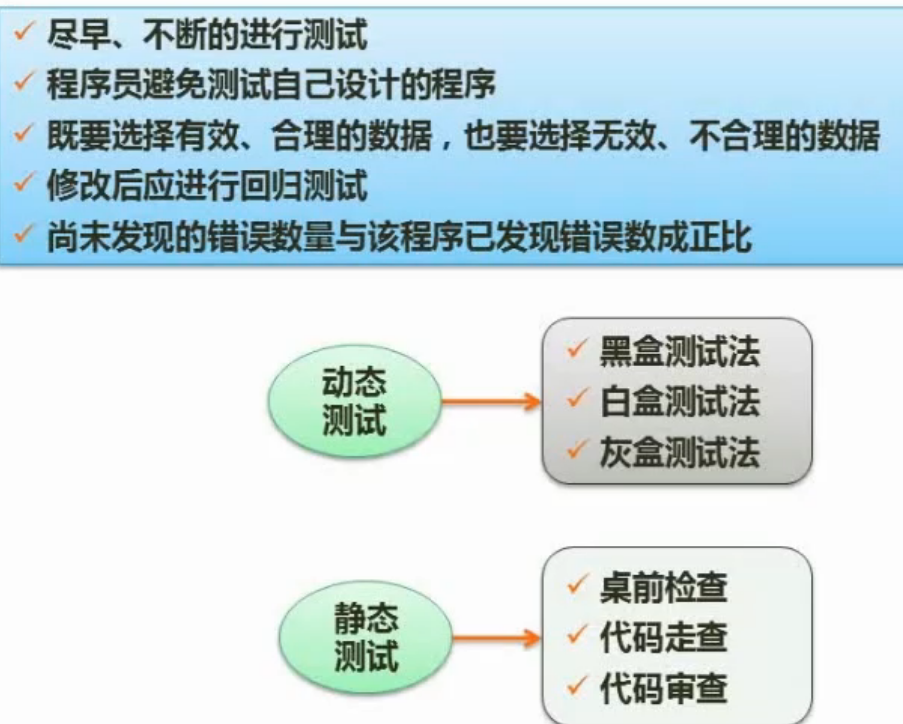 尽早、不断的进行测试
程序员避免测试自己设计的程序
既要选择有效、合理的数据，也要选择无效、不合理的数据
修改后应进行回归测试
尚未发现的错误数量与该程序已发现错误数成正比
动态
测试
黑盒测试法
白盒测试法
灰盒测试法
静态
测试
桌前检查
代码走查
代码审查